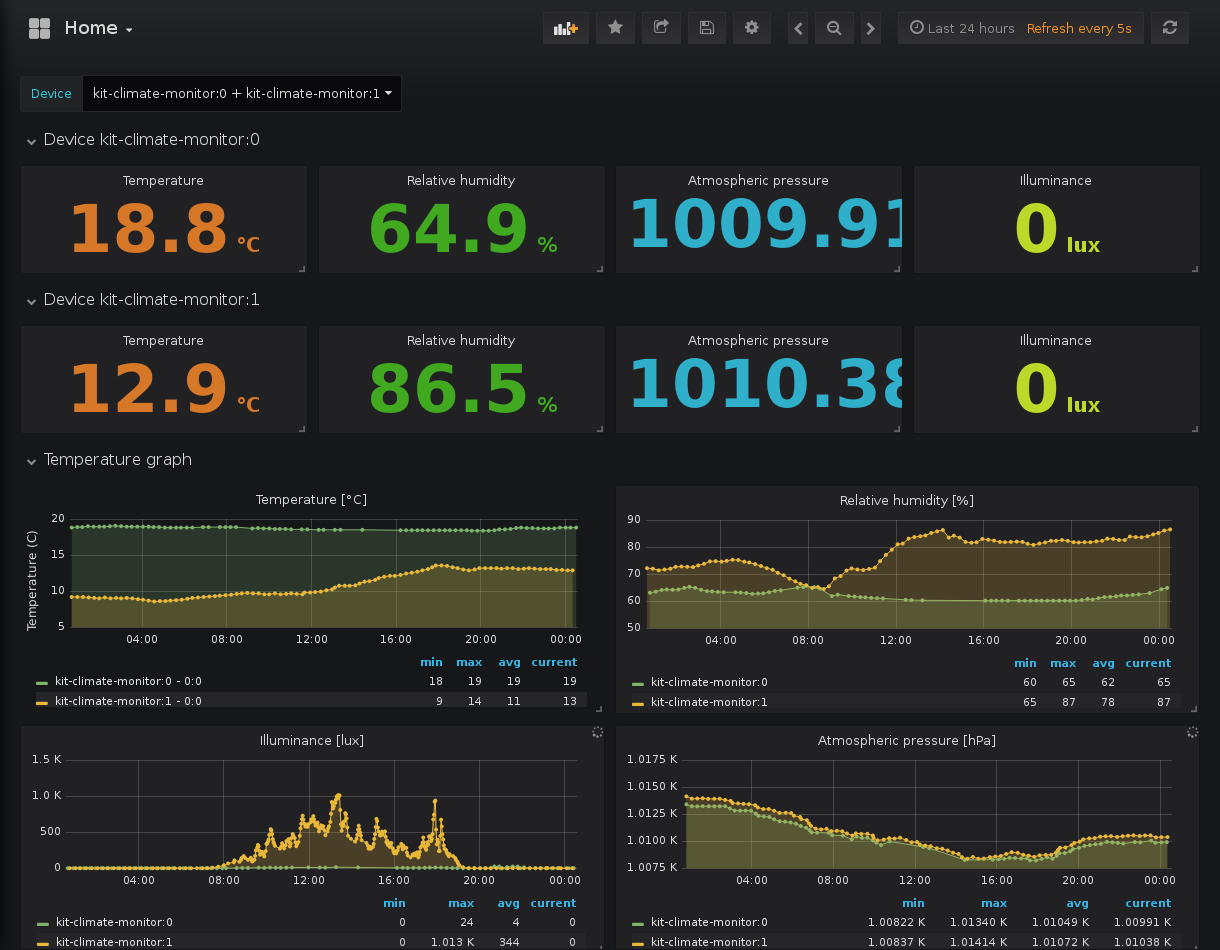 Home
Last 24 hours Refresh every 5s
Device kit-climate-monitor:0 + kit-climate-monitor:1
Device kit-climate-monitor:0
Temperature Relative humidity Atmospheric pressure Illuminance
18.8 °C 64.9 % 1009.91 0 lux
Device kit-climate-monitor:1
Temperature Relative humidity Atmospheric pressure Illuminance
12.9 °C 86.5 % 1010.38 0 lux
Temperature graph
Temperature [°C]
Temperature (C)
20
15
10
5
04:00 08:00 12:00 16:00 20:00 00:00
min max avg current
kit-climate-monitor:0 - 0:0 18 19 19 19
kit-climate-monitor:1 - 0:0 9 14 11 13
Relative humidity [%]
90
80
70
60
50
04:00 08:00 12:00 16:00 20:00 00:00
min max avg current
kit-climate-monitor:0 60 65 62 65
kit-climate-monitor:1 65 87 78 87
Illuminance [lux]
1.5 K
1.0 K
500
0
04:00 08:00 12:00 16:00 20:00 00:00
min max avg current
kit-climate-monitor:0 0 24 4 0
kit-climate-monitor:1 0 1.013 K 344 0
Atmospheric pressure [hPa]
1.0175 K
1.0150 K
1.0125 K
1.0100 K
1.0075 K
04:00 08:00 12:00 16:00 20:00 00:00
min max avg current
kit-climate-monitor:0 1.00822 K 1.01340 K 1.01049 K 1.00991 K
kit-climate-monitor:1 1.00837 K 1.01414 K 1.01072 K 1.01038 K